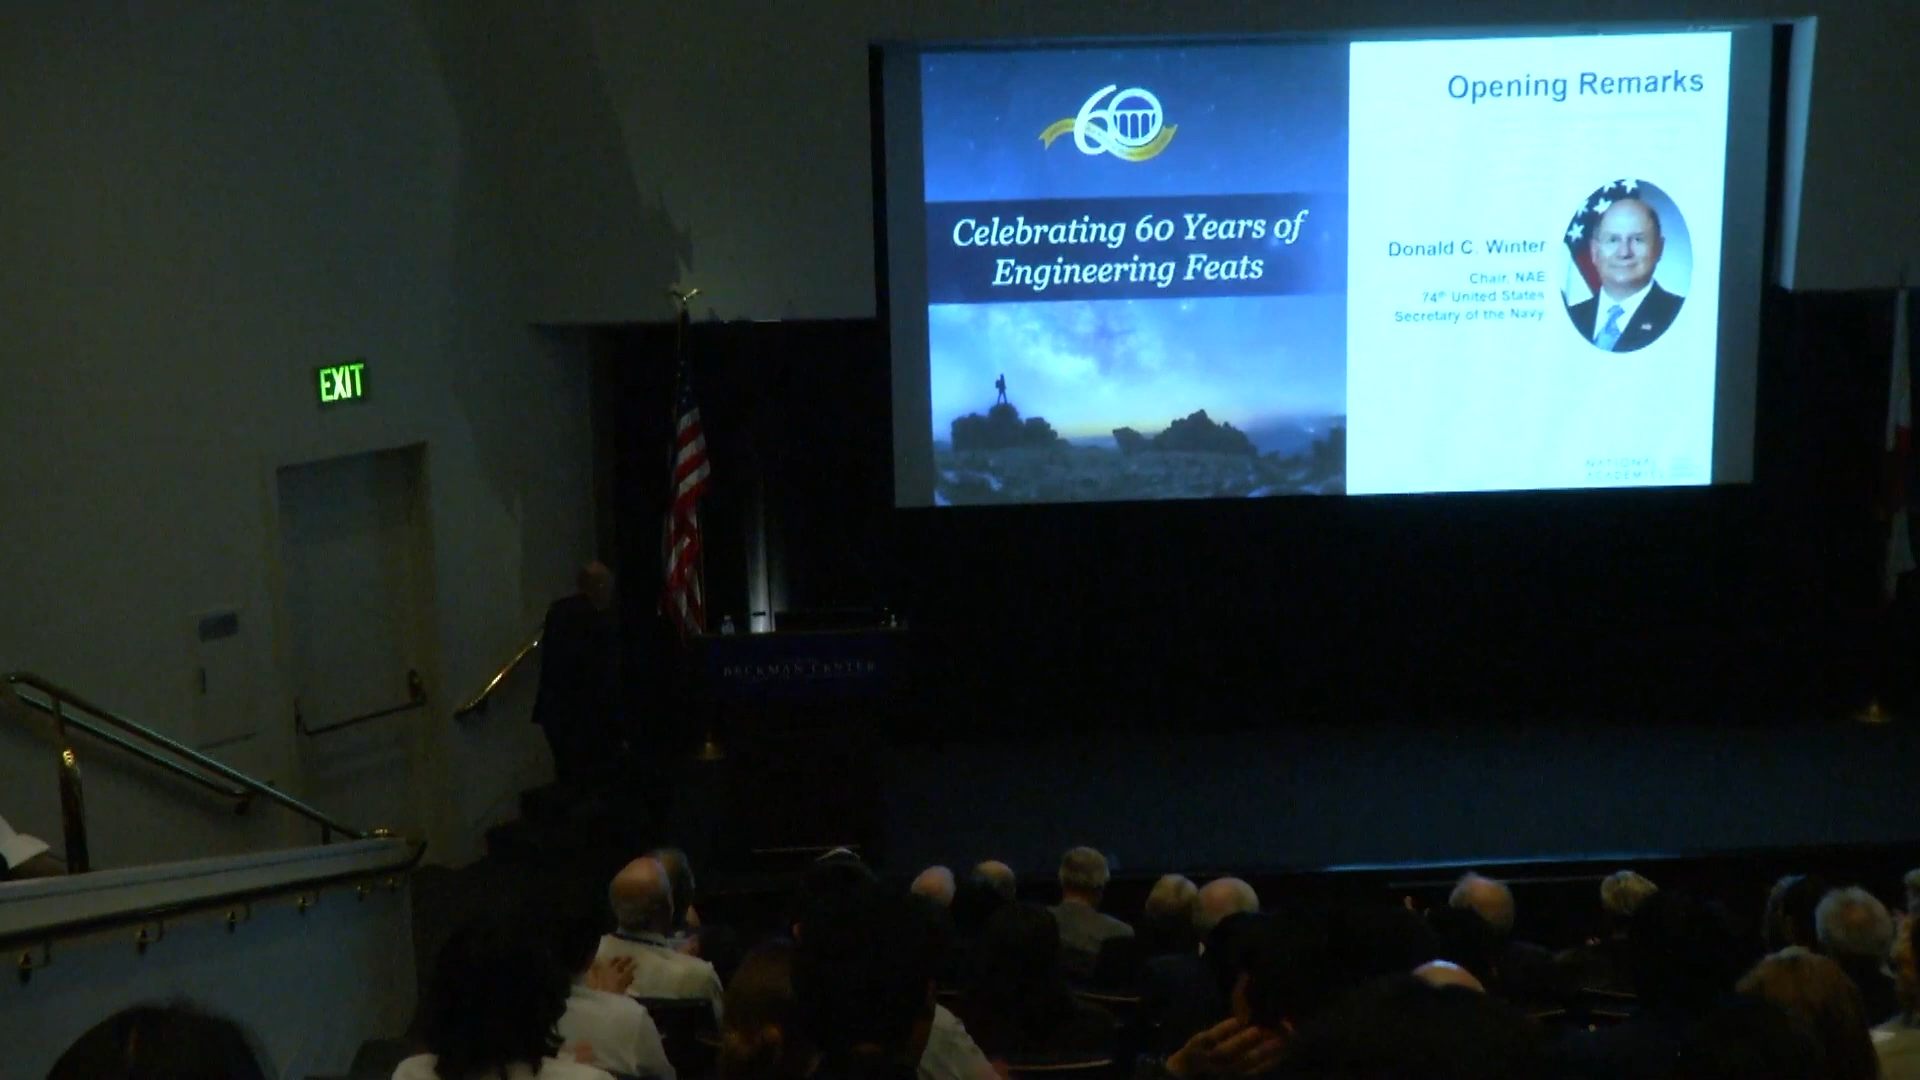 60
Celebrating 60 Years of
Engineering Feats
Opening Remarks
Donald C. Winter
Chair, NAE
74th United States
Secretary of the Navy
NATIONAL
EXIT
BECKMAN CENTER